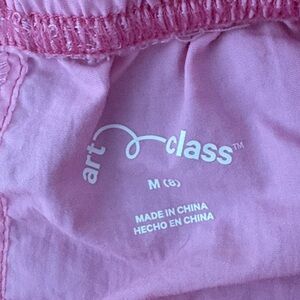 art class™
M (8)
MADE IN CHINA
HECHO EN CHINA